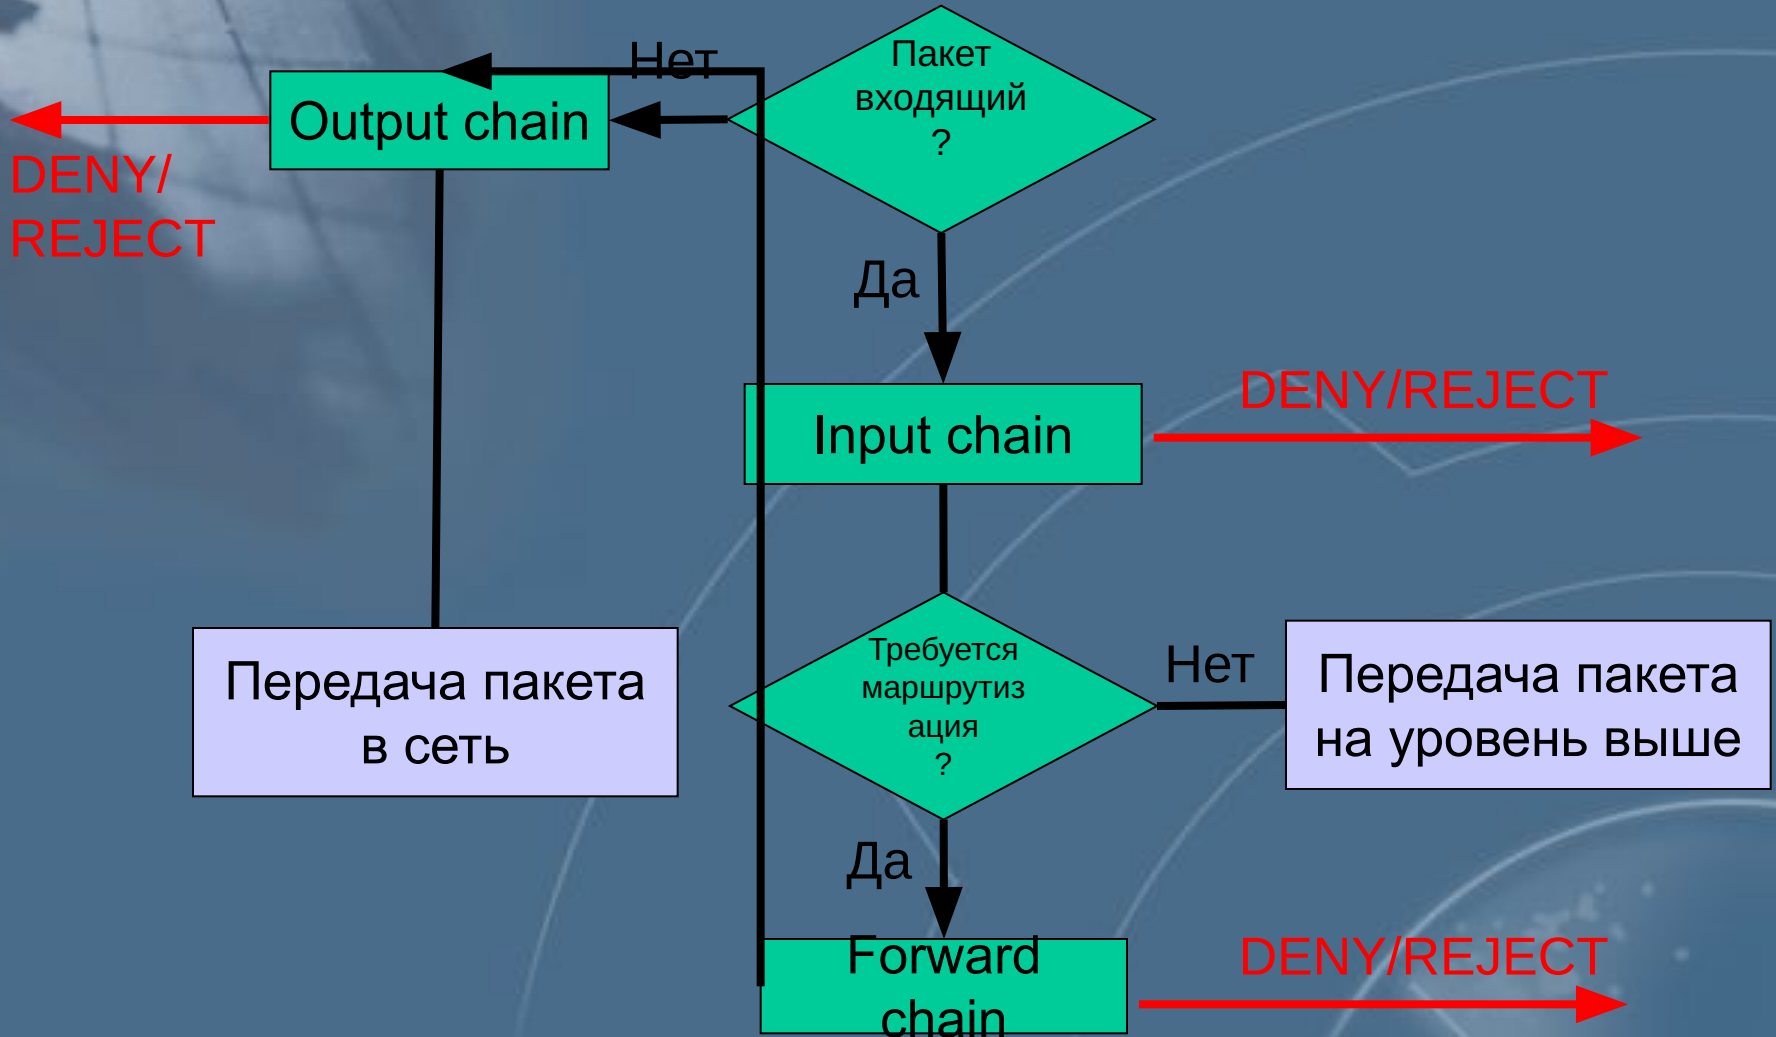 Нет
Пакет
входящий
?
Output chain
DENY/
REJECT
Да
DENY/REJECT
Input chain
Требуется
маршрутиз
ация
?
Нет
Передача пакета
на уровень выше
Передача пакета
в сеть
Да
Forward
chain
DENY/REJECT